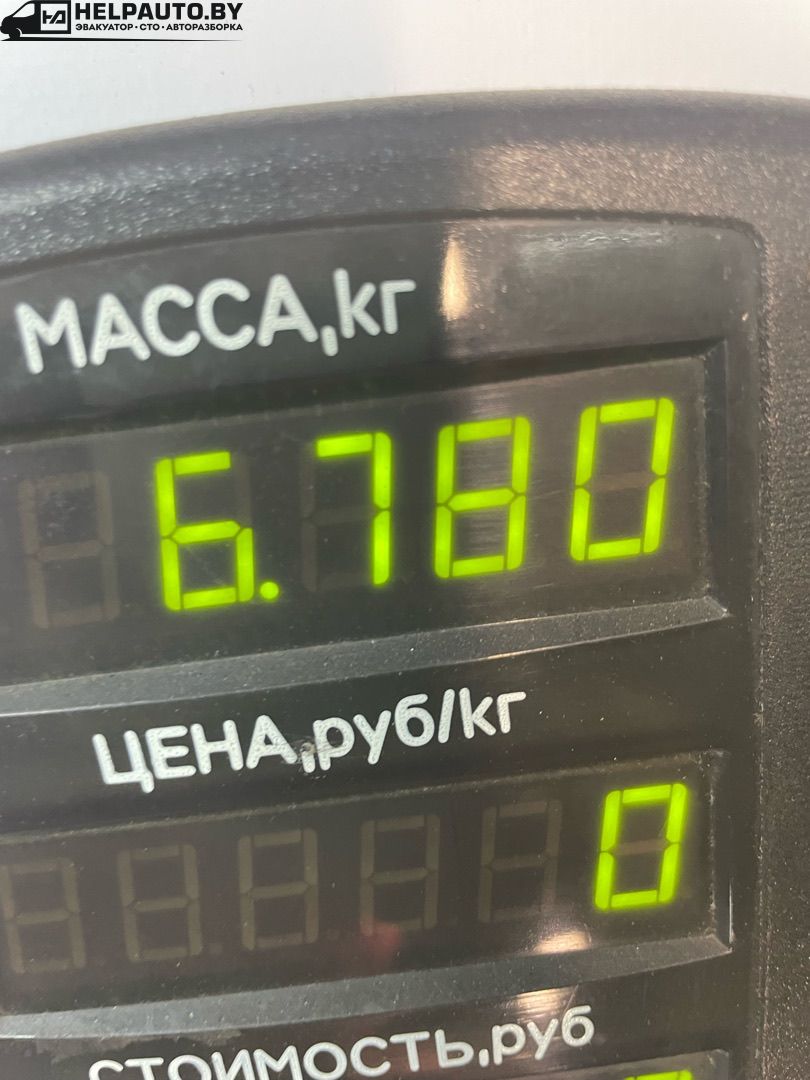 HELPAUTO.BY
ЭВАКУАТОР • СТО • АВТОРАЗБОРКА
МАССА,кг
6.780
ЦЕНА,руб/кг
0
СТОИМОСТЬ,руб